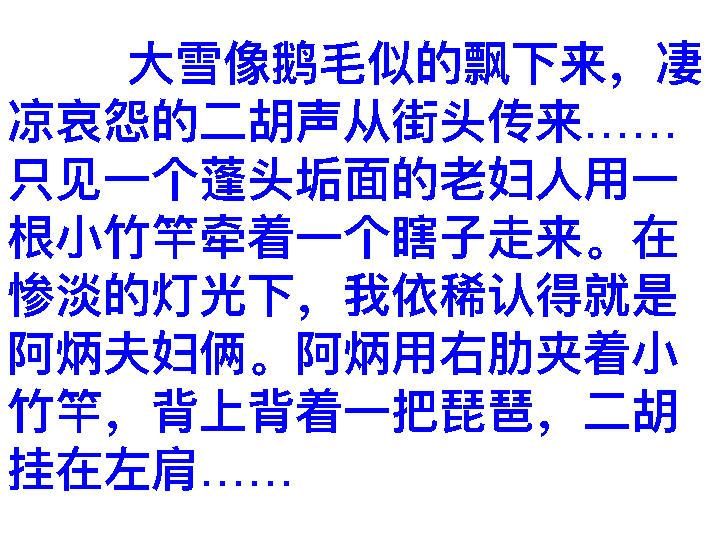 大雪像鹅毛似的飘下来，凄
凉哀怨的二胡声从街头传来……
只见一个蓬头垢面的老妇人用一
根小竹竿牵着一个瞎子走来。在
惨淡的灯光下，我依稀认得就是
阿炳夫妇俩。阿炳用右肋夹着小
竹竿，背上背着一把琵琶，二胡
挂在左肩……